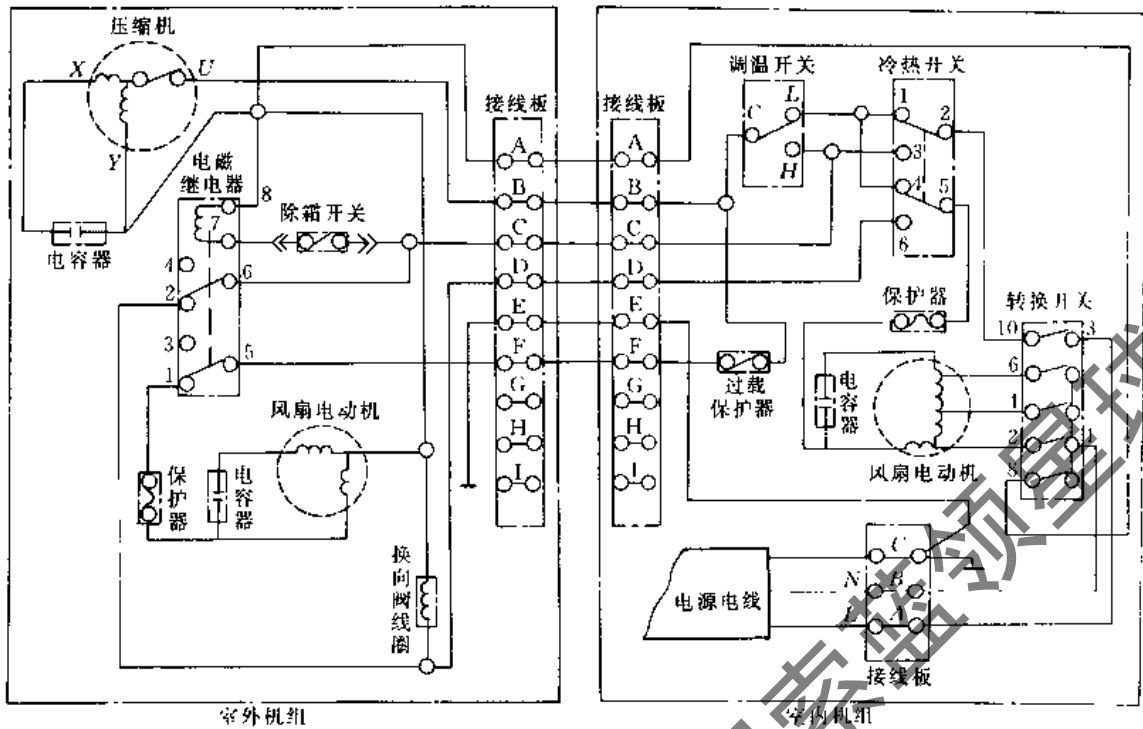 压缩机
X
U
Y
电磁
继电器
8
7
除霜开关
电容器
4
6
2
3
5
1
风扇电动机
保护器
电容器
换向阀线圈
接线板
A
B
C
D
E
F
G
H
I
室外机组
接线板
A
B
C
D
E
F
G
H
I
调温开关
L
C
H
冷热开关
1
2
3
4
5
6
保护器
转换开关
10
3
6
1
2
8
过载
保护器
电容器
风扇电动机
电源电线
C
N
B
L
A
接线板
室内机组
索蓝领星球